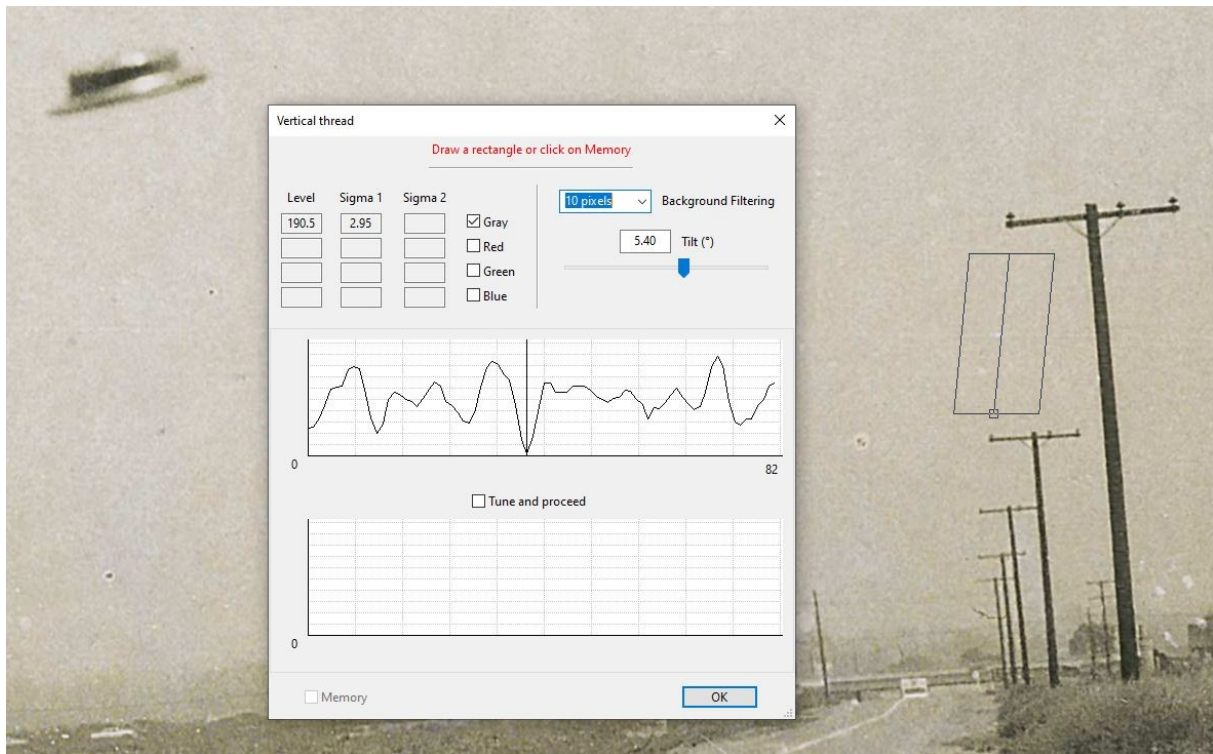 Vertical thread
Draw a rectangle or click on Memory
Level Sigma 1 Sigma 2
10 pixels Background Filtering
190.5 2.95 Gray
Red
5.40 Tilt (°)
Green
Blue
0
82
Tune and proceed
0
Memory
OK